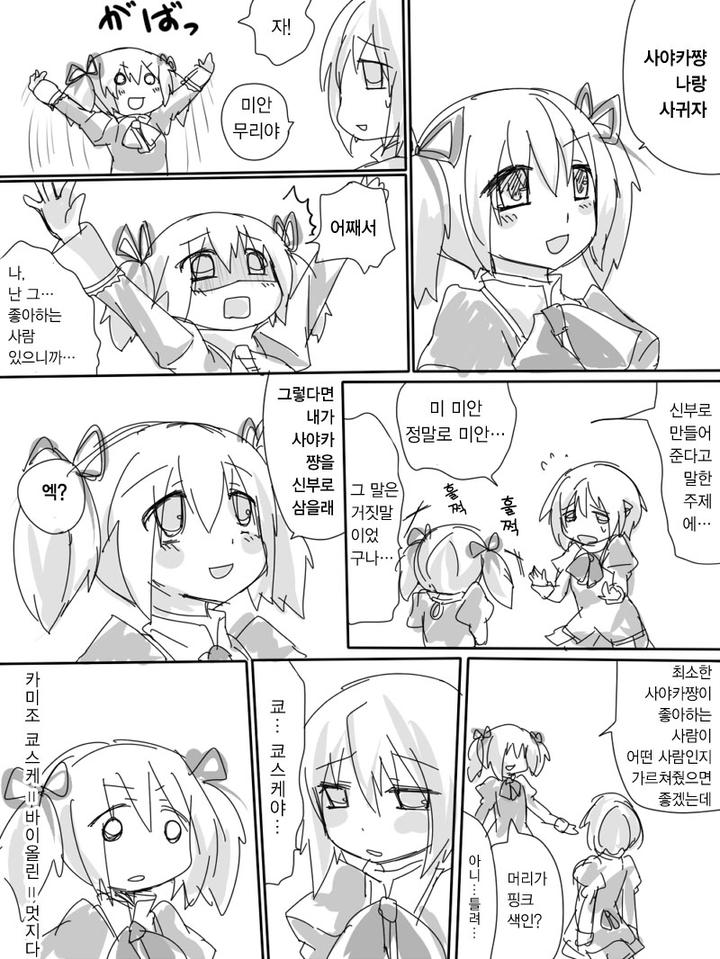 사야카쨩
나랑
사귀자
がばっ
자!
미안
무리야
어째서
나,
난 그…
좋아하는
사람
있으니까…
신부로
만들어
준다고
말한
주제
에…
미 미안
정말로 미안…
훌쩍
훌쩍
그 말은
거짓말
이었
구나…
그렇다면
내가
사야카
쨩을
신부로
삼을래
엑?
최소한
사야카쨩이
좋아하는
사람이
어떤 사람인지
가르쳐줬으면
좋겠는데
머리가
핑크
색인?
아니…틀려…
쿄… 쿄스케야…
카미조 쿄스케=바이올린=멋지다